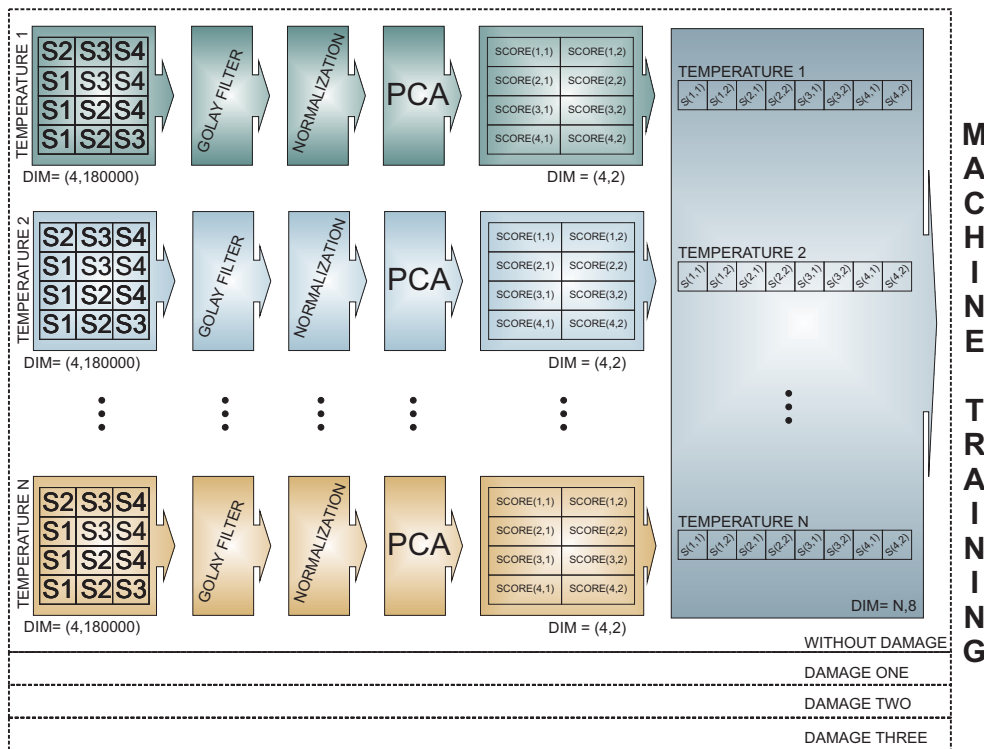 TEMPERATURE 1
S2 S3 S4
S1 S3 S4
S1 S2 S4
S1 S2 S3
DIM= (4,180000)
GOLAY FILTER
NORMALIZATION
PCA
SCORE(1,1) SCORE(1,2)
SCORE(2,1) SCORE(2,2)
SCORE(3,1) SCORE(3,2)
SCORE(4,1) SCORE(4,2)
DIM = (4,2)
TEMPERATURE 2
S2 S3 S4
S1 S3 S4
S1 S2 S4
S1 S2 S3
DIM= (4,180000)
GOLAY FILTER
NORMALIZATION
PCA
SCORE(1,1) SCORE(1,2)
SCORE(2,1) SCORE(2,2)
SCORE(3,1) SCORE(3,2)
SCORE(4,1) SCORE(4,2)
DIM = (4,2)
TEMPERATURE N
S2 S3 S4
S1 S3 S4
S1 S2 S4
S1 S2 S3
DIM= (4,180000)
GOLAY FILTER
NORMALIZATION
PCA
SCORE(1,1) SCORE(1,2)
SCORE(2,1) SCORE(2,2)
SCORE(3,1) SCORE(3,2)
SCORE(4,1) SCORE(4,2)
DIM = (4,2)
TEMPERATURE 1
S(1,1) S(1,2) S(2,1) S(2,2) S(3,1) S(3,2) S(4,1) S(4,2)
TEMPERATURE 2
S(1,1) S(1,2) S(2,1) S(2,2) S(3,1) S(3,2) S(4,1) S(4,2)
TEMPERATURE N
S(1,1) S(1,2) S(2,1) S(2,2) S(3,1) S(3,2) S(4,1) S(4,2)
DIM= N,8
WITHOUT DAMAGE
DAMAGE ONE
DAMAGE TWO
DAMAGE THREE
MACHINE TRAINING